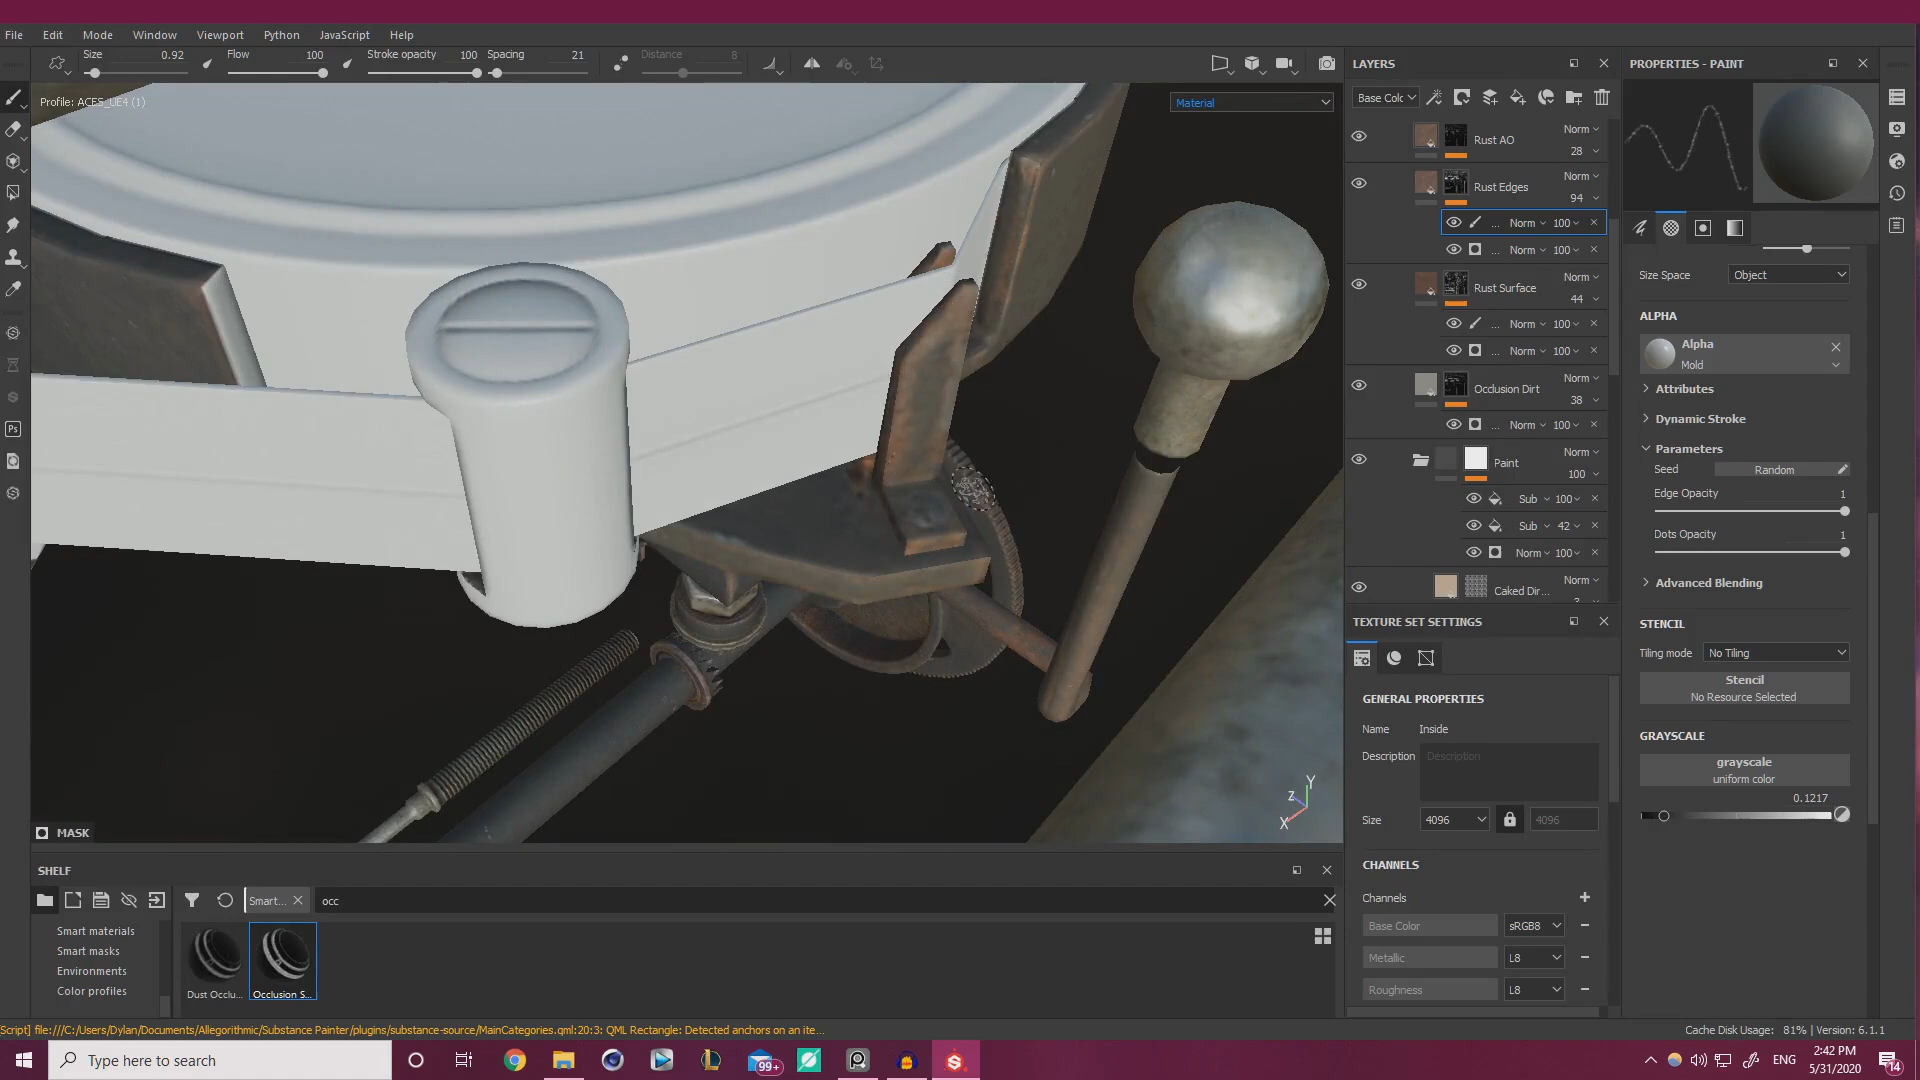 File Edit Mode Window Viewport Python JavaScript Help
Size 0.92 Flow 100 Stroke opacity 100 Spacing 21 Distance 8
Profile: ACES_UE4 (1)
Material
MASK
LAYERS
Base Colc
Rust AO Norm 28
Rust Edges Norm 94
... Norm 100
... Norm 100
Rust Surface Norm 44
... Norm 100
... Norm 100
Occlusion Dirt Norm 38
... Norm 100
Paint Norm 100
Sub 100
Sub 42
Norm 100
Caked Dir... Norm
TEXTURE SET SETTINGS
GENERAL PROPERTIES
Name Inside
Description Description
Size 4096 4096
CHANNELS
Channels
Base Color sRGB8
Metallic L8
Roughness L8
PROPERTIES - PAINT
Size Space Object
ALPHA
Alpha
Mold
Attributes
Dynamic Stroke
Parameters
Seed Random
Edge Opacity 1
Dots Opacity 1
Advanced Blending
STENCIL
Tiling mode No Tiling
Stencil
No Resource Selected
GRAYSCALE
grayscale
uniform color
0.1217
SHELF
Smart... occ
Smart materials
Smart masks
Environments
Color profiles
Dust Occlu... Occlusion S...
Script] file:///C:/Users/Dylan/Documents/Allegorithmic/Substance Painter/plugins/substance-source/MainCategories.qml:20:3: QML Rectangle: Detected anchors on an ite...
Cache Disk Usage: 81% | Version: 6.1.1
Type here to search
99+
ENG
2:42 PM
5/31/2020
14
Ps
X Y Z